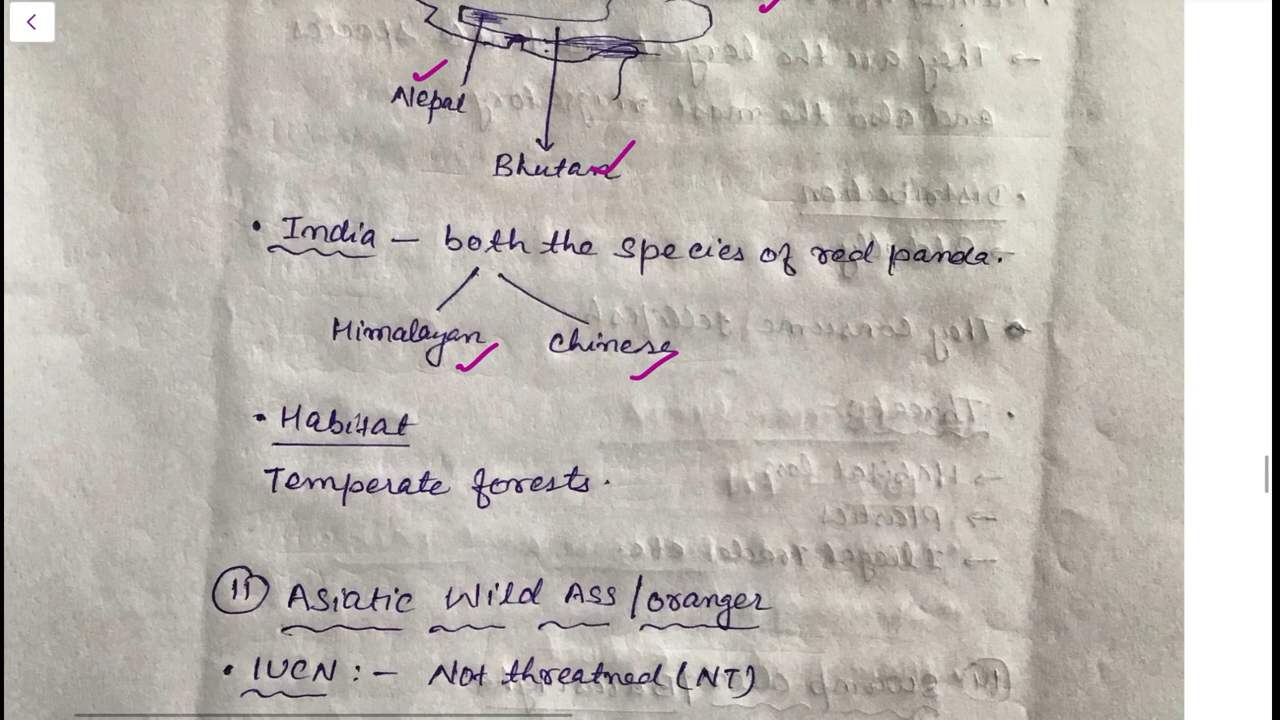 Nepal
Bhutan
• India – both the species of red panda.
Himalayan
Chinese
• Habitat
Temperate forests.
11 Asiatic Wild Ass / oranger
• IUCN :- Not threatned (NT)